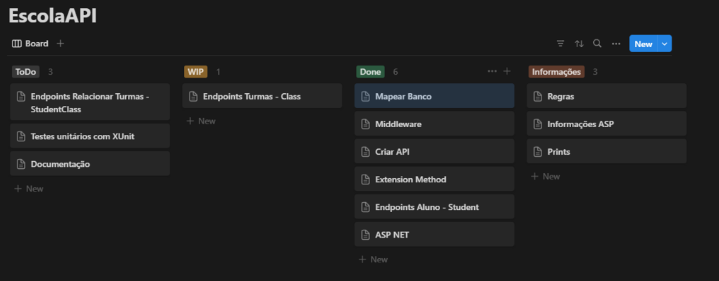 EscolaAPI
Board
New
ToDo 3
Endpoints Relacionar Turmas -
StudentClass
Testes unitários com XUnit
Documentação
New
WIP 1
Endpoints Turmas - Class
New
Done 6
Mapear Banco
Middleware
Criar API
Extension Method
Endpoints Aluno - Student
ASP NET
New
Informações 3
Regras
Informações ASP
Prints
New